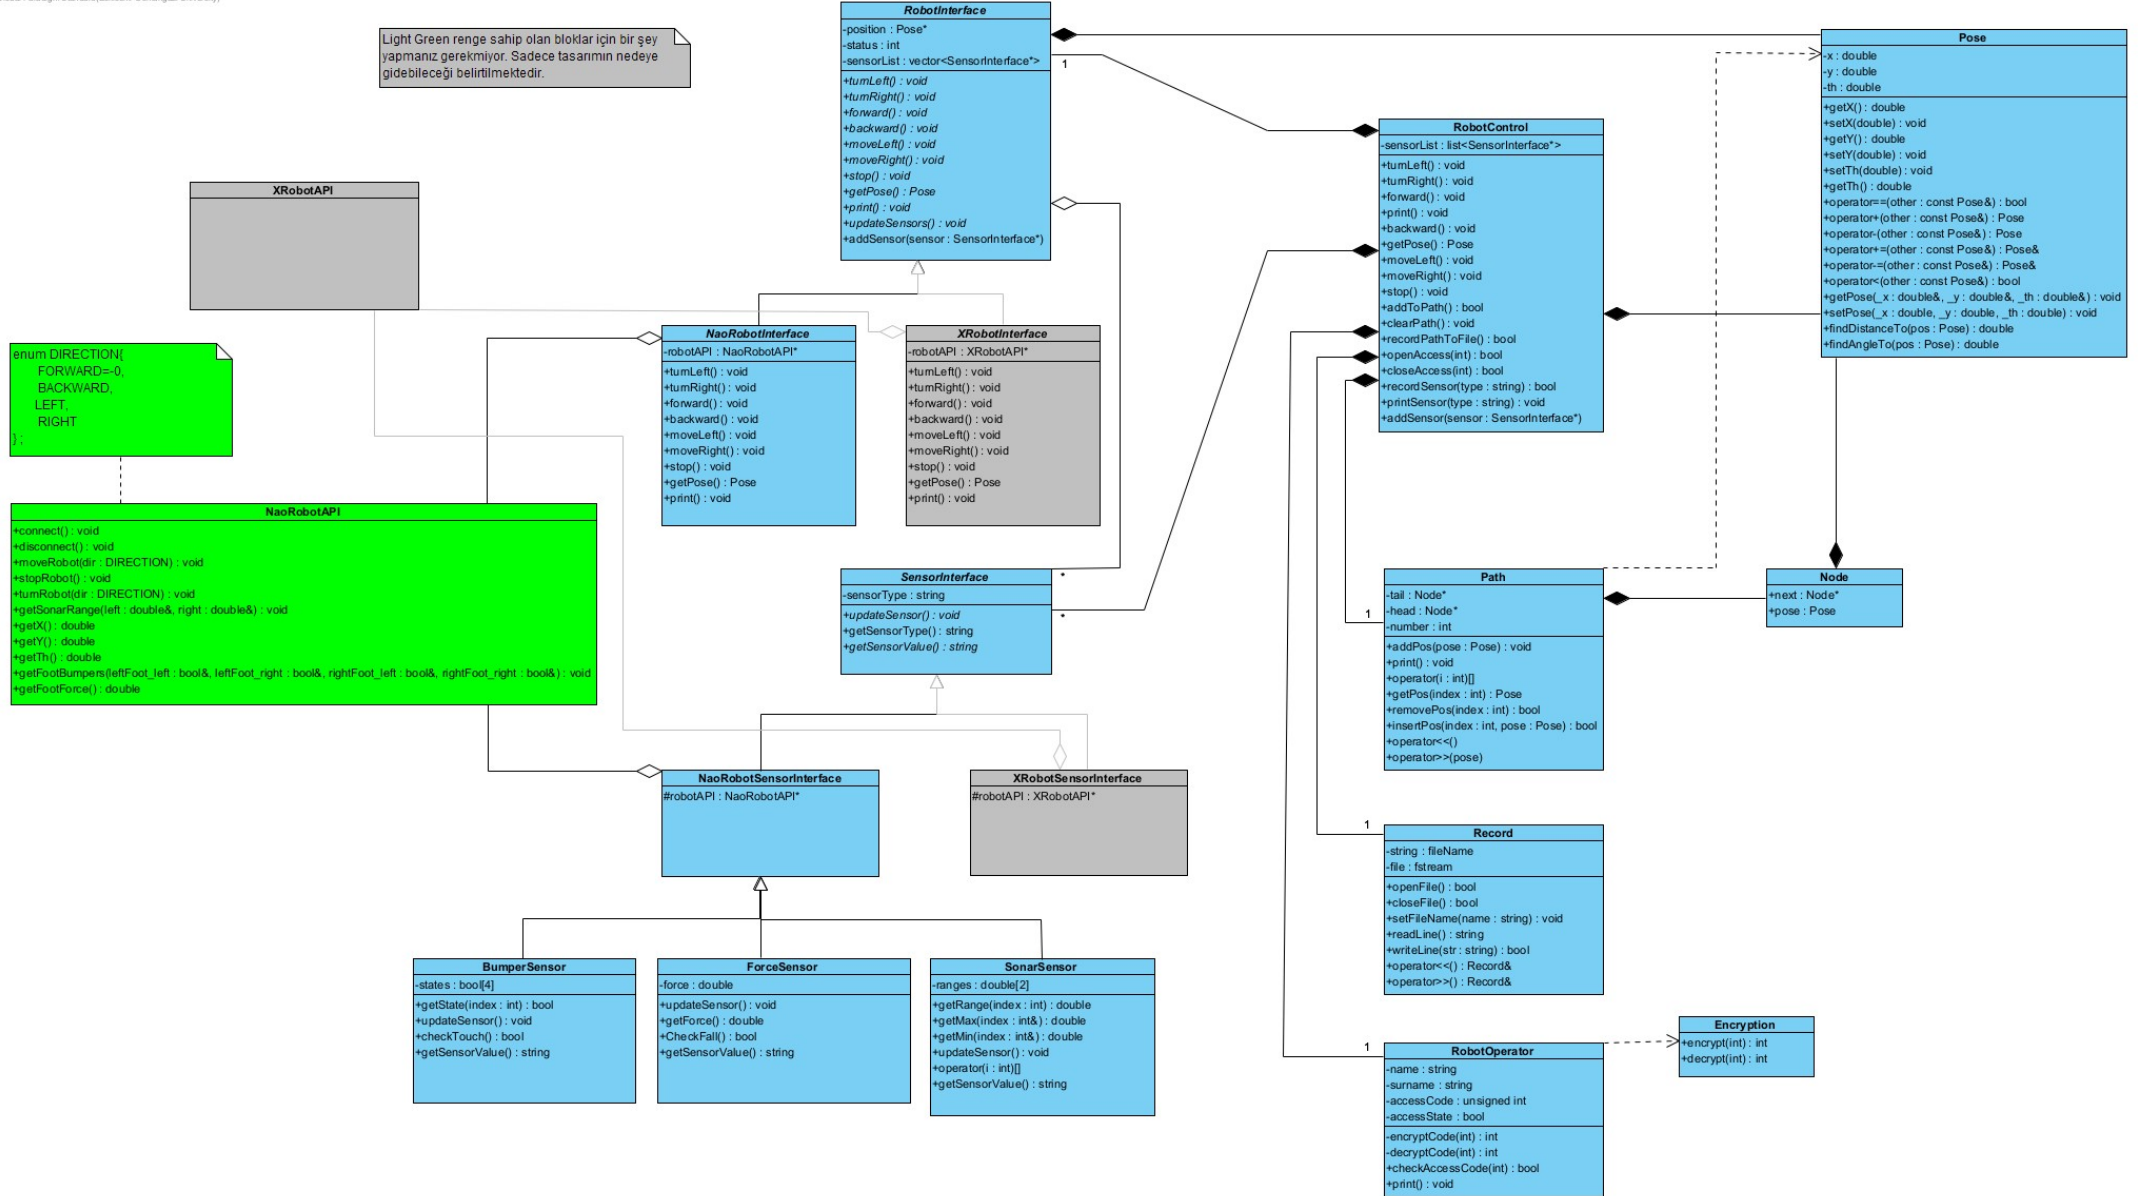 Light Green renge sahip olan bloklar için bir şey
yapmanız gerekmiyor. Sadece tasarımın nedeye
gidebileceği belirtilmektedir.
RobotInterface
-position : Pose*
-status : int
-sensorList : vector<SensorInterface*>
+turnLeft() : void
+turnRight() : void
+forward() : void
+backward() : void
+moveLeft() : void
+moveRight() : void
+stop() : void
+getPose() : Pose
+print() : void
+updateSensors() : void
+addSensor(sensor : SensorInterface*)
1
Pose
-x : double
-y : double
-th : double
+getX() : double
+setX(double) : void
+getY() : double
+setY(double) : void
+setTh(double) : void
+getTh() : double
+operator==(other : const Pose&) : bool
+operator+(other : const Pose&) : Pose
+operator-(other : const Pose&) : Pose
+operator+=(other : const Pose&) : Pose&
+operator-=(other : const Pose&) : Pose&
+operator<(other : const Pose&) : bool
+getPose(_x : double&, _y : double&, _th : double&) : void
+setPose(_x : double, _y : double, _th : double) : void
+findDistanceTo(pos : Pose) : double
+findAngleTo(pos : Pose) : double
RobotControl
-sensorList : list<SensorInterface*>
+turnLeft() : void
+turnRight() : void
+forward() : void
+print() : void
+backward() : void
+getPose() : Pose
+moveLeft() : void
+moveRight() : void
+stop() : void
+addToPath() : bool
+clearPath() : void
+recordPathToFile() : bool
+openAccess(int) : bool
+closeAccess(int) : bool
+recordSensor(type : string) : bool
+printSensor(type : string) : void
+addSensor(sensor : SensorInterface*)
XRobotAPI
NaoRobotInterface
-robotAPI : NaoRobotAPI*
+turnLeft() : void
+turnRight() : void
+forward() : void
+backward() : void
+moveLeft() : void
+moveRight() : void
+stop() : void
+getPose() : Pose
+print() : void
XRobotInterface
-robotAPI : XRobotAPI*
+turnLeft() : void
+turnRight() : void
+forward() : void
+backward() : void
+moveLeft() : void
+moveRight() : void
+stop() : void
+getPose() : Pose
+print() : void
enum DIRECTION{
FORWARD=-0,
BACKWARD,
LEFT,
RIGHT
} ;
NaoRobotAPI
+connect() : void
+disconnect() : void
+moveRobot(dir : DIRECTION) : void
+stopRobot() : void
+turnRobot(dir : DIRECTION) : void
+getSonarRange(left : double&, right : double&) : void
+getX() : double
+getY() : double
+getTh() : double
+getFootBumpers(leftFoot_left : bool&, leftFoot_right : bool&, rightFoot_left : bool&, rightFoot_right : bool&) : void
+getFootForce() : double
SensorInterface
-sensorType : string
+updateSensor() : void
+getSensorType() : string
+getSensorValue() : string
*
*
Path
-tail : Node*
-head : Node*
-number : int
+addPos(pose : Pose) : void
+print() : void
+operator(i : int)[]
+getPos(index : int) : Pose
+removePos(index : int) : bool
+insertPos(index : int, pose : Pose) : bool
+operator<<()
+operator>>(pose)
1
Node
+next : Node*
+pose : Pose
NaoRobotSensorInterface
#robotAPI : NaoRobotAPI*
XRobotSensorInterface
#robotAPI : XRobotAPI*
1
Record
-string : fileName
-file : fstream
+openFile() : bool
+closeFile() : bool
+setFileName(name : string) : void
+readLine() : string
+writeLine(str : string) : bool
+operator<<() : Record&
+operator>>() : Record&
BumperSensor
-states : bool[4]
+getState(index : int) : bool
+updateSensor() : void
+checkTouch() : bool
+getSensorValue() : string
ForceSensor
-force : double
+updateSensor() : void
+getForce() : double
+CheckFall() : bool
+getSensorValue() : string
SonarSensor
-ranges : double[2]
+getRange(index : int) : double
+getMax(index : int&) : double
+getMin(index : int&) : double
+updateSensor() : void
+operator(i : int)[]
+getSensorValue() : string
1
RobotOperator
-name : string
-surname : string
-accessCode : unsigned int
-accessState : bool
-encryptCode(int) : int
-decryptCode(int) : int
+checkAccessCode(int) : bool
+print() : void
Encryption
+encrypt(int) : int
+decrypt(int) : int